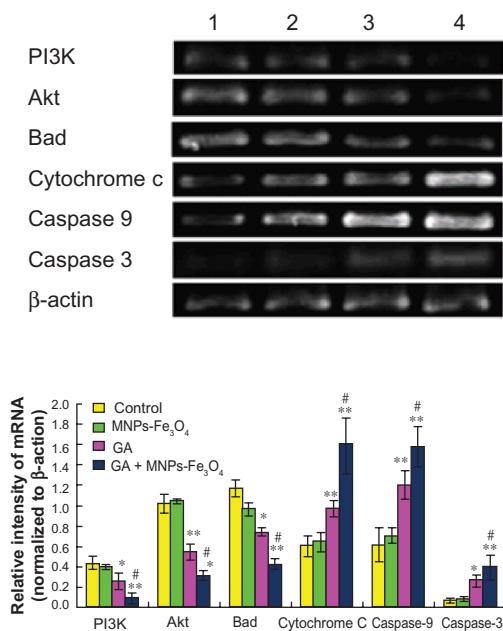 1 2 3 4
PI3K
Akt
Bad
Cytochrome c
Caspase 9
Caspase 3
β-actin
Relative intensity of mRNA
(normalized to β-action)
2.0
1.8
1.6
1.4
1.2
1.0
0.8
0.6
0.4
0.2
0.0
Control
MNPs-Fe₃O₄
GA
GA + MNPs-Fe₃O₄
*
#
**
**
#
*
*
#
**
**
#
**
**
#
**
*
#
**
PI3K Akt Bad Cytochrome C Caspase-9 Caspase-3